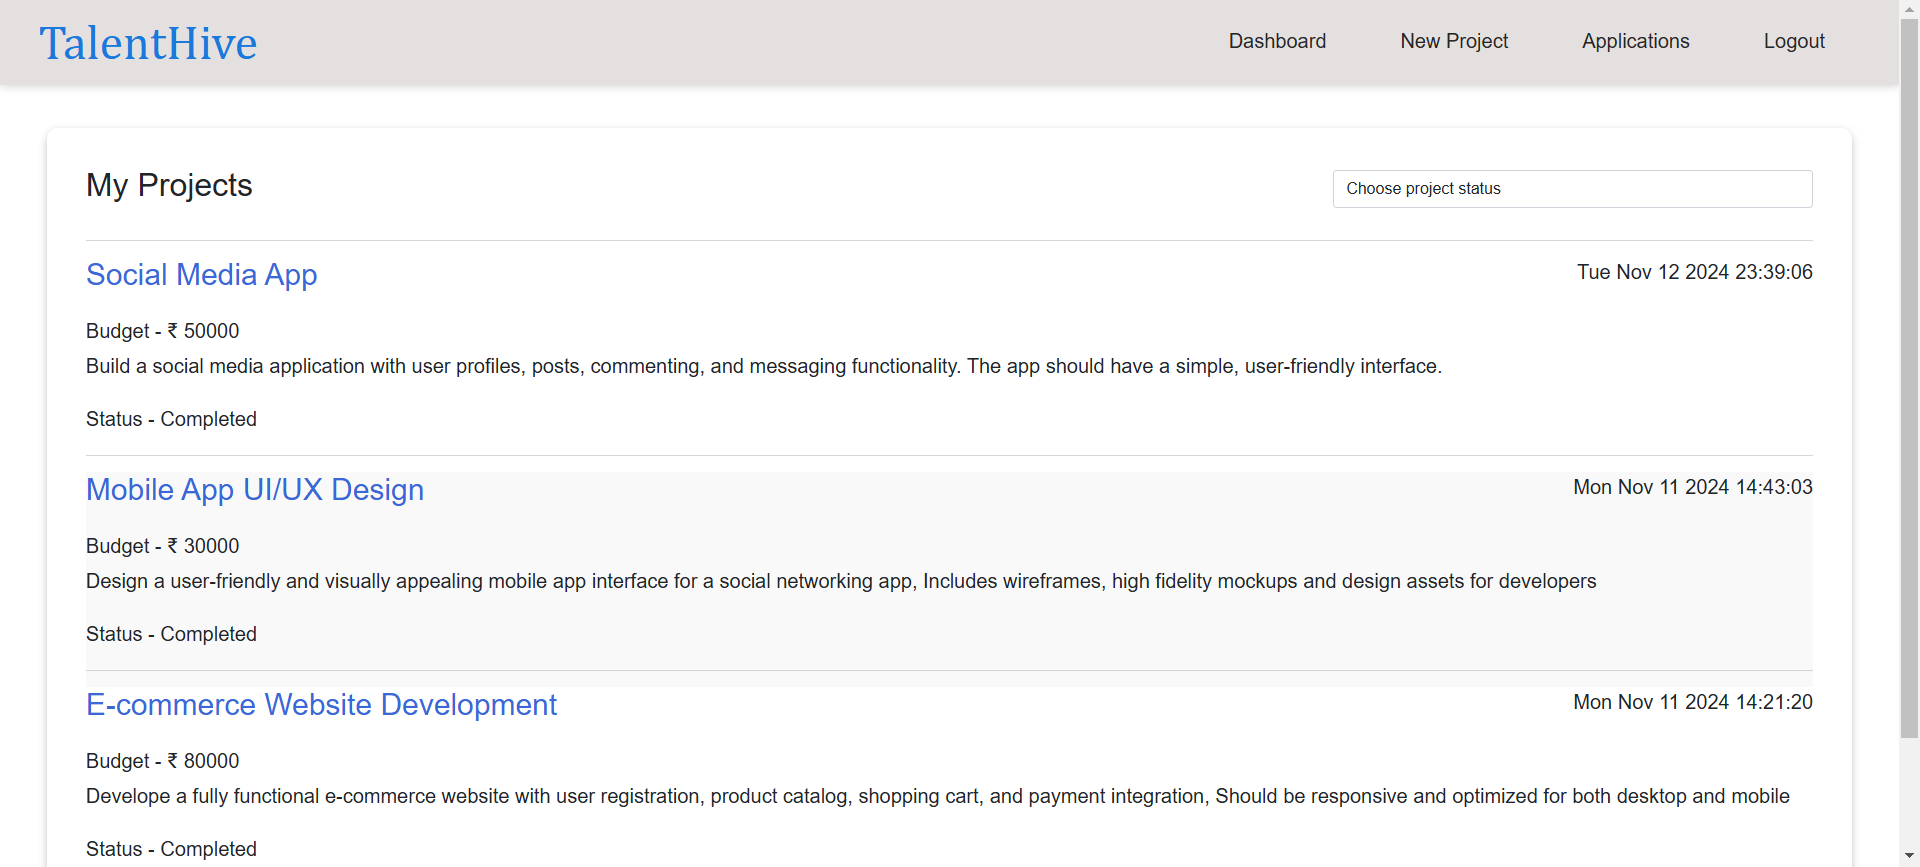 TalentHive
Dashboard New Project Applications Logout
My Projects
Choose project status
Social Media App
Tue Nov 12 2024 23:39:06
Budget - ₹ 50000
Build a social media application with user profiles, posts, commenting, and messaging functionality. The app should have a simple, user-friendly interface.
Status - Completed
Mobile App UI/UX Design
Mon Nov 11 2024 14:43:03
Budget - ₹ 30000
Design a user-friendly and visually appealing mobile app interface for a social networking app, Includes wireframes, high fidelity mockups and design assets for developers
Status - Completed
E-commerce Website Development
Mon Nov 11 2024 14:21:20
Budget - ₹ 80000
Develope a fully functional e-commerce website with user registration, product catalog, shopping cart, and payment integration, Should be responsive and optimized for both desktop and mobile
Status - Completed